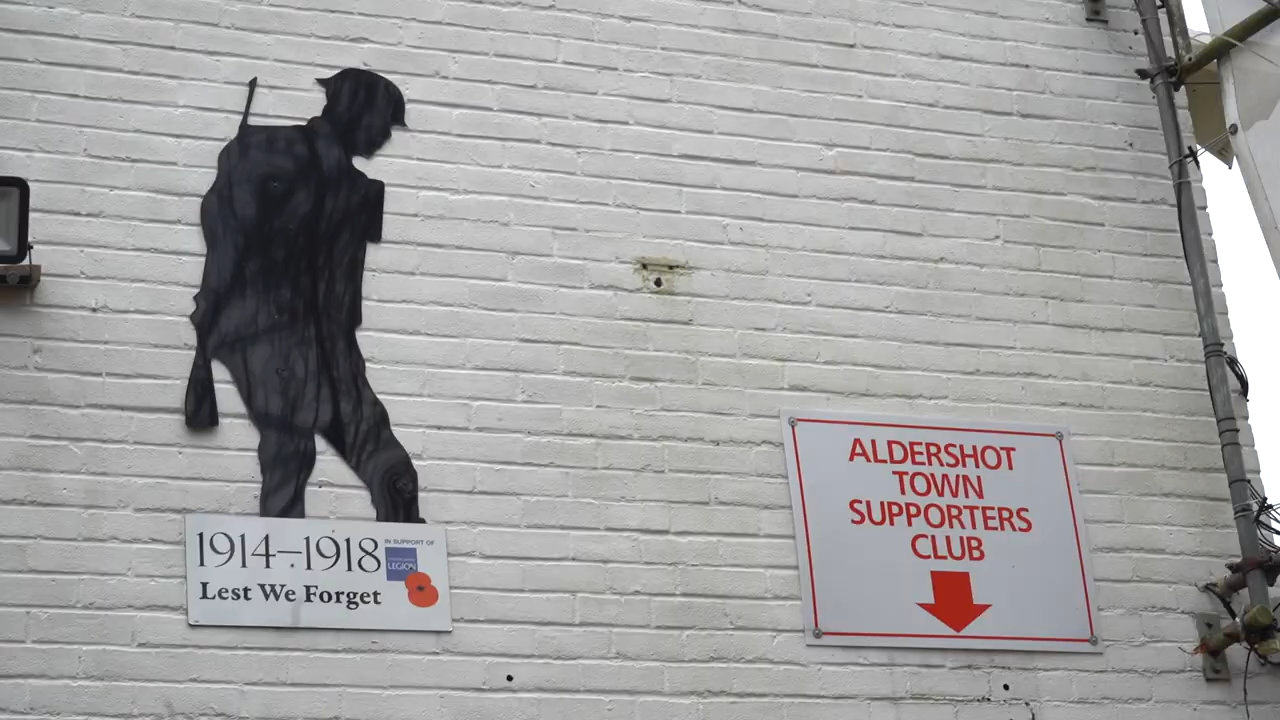 1914–1918
Lest We Forget
IN SUPPORT OF
LEGION
ALDERSHOT
TOWN
SUPPORTERS
CLUB